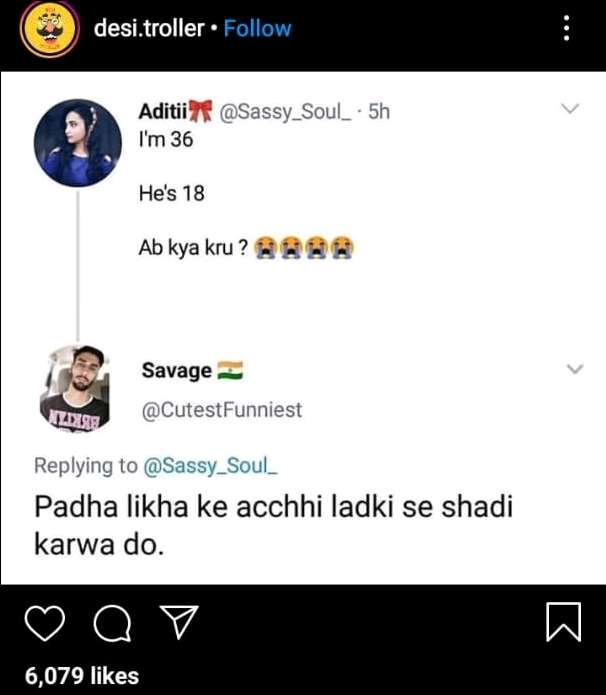 desi.troller • Follow
Aditii🎀 @Sassy_Soul_ · 5h
I'm 36
He's 18
Ab kya kru ? 😭😭😭😭
Savage 🇮🇳
@CutestFunniest
Replying to @Sassy_Soul_
Padha likha ke acchhi ladki se shadi
karwa do.
6,079 likes